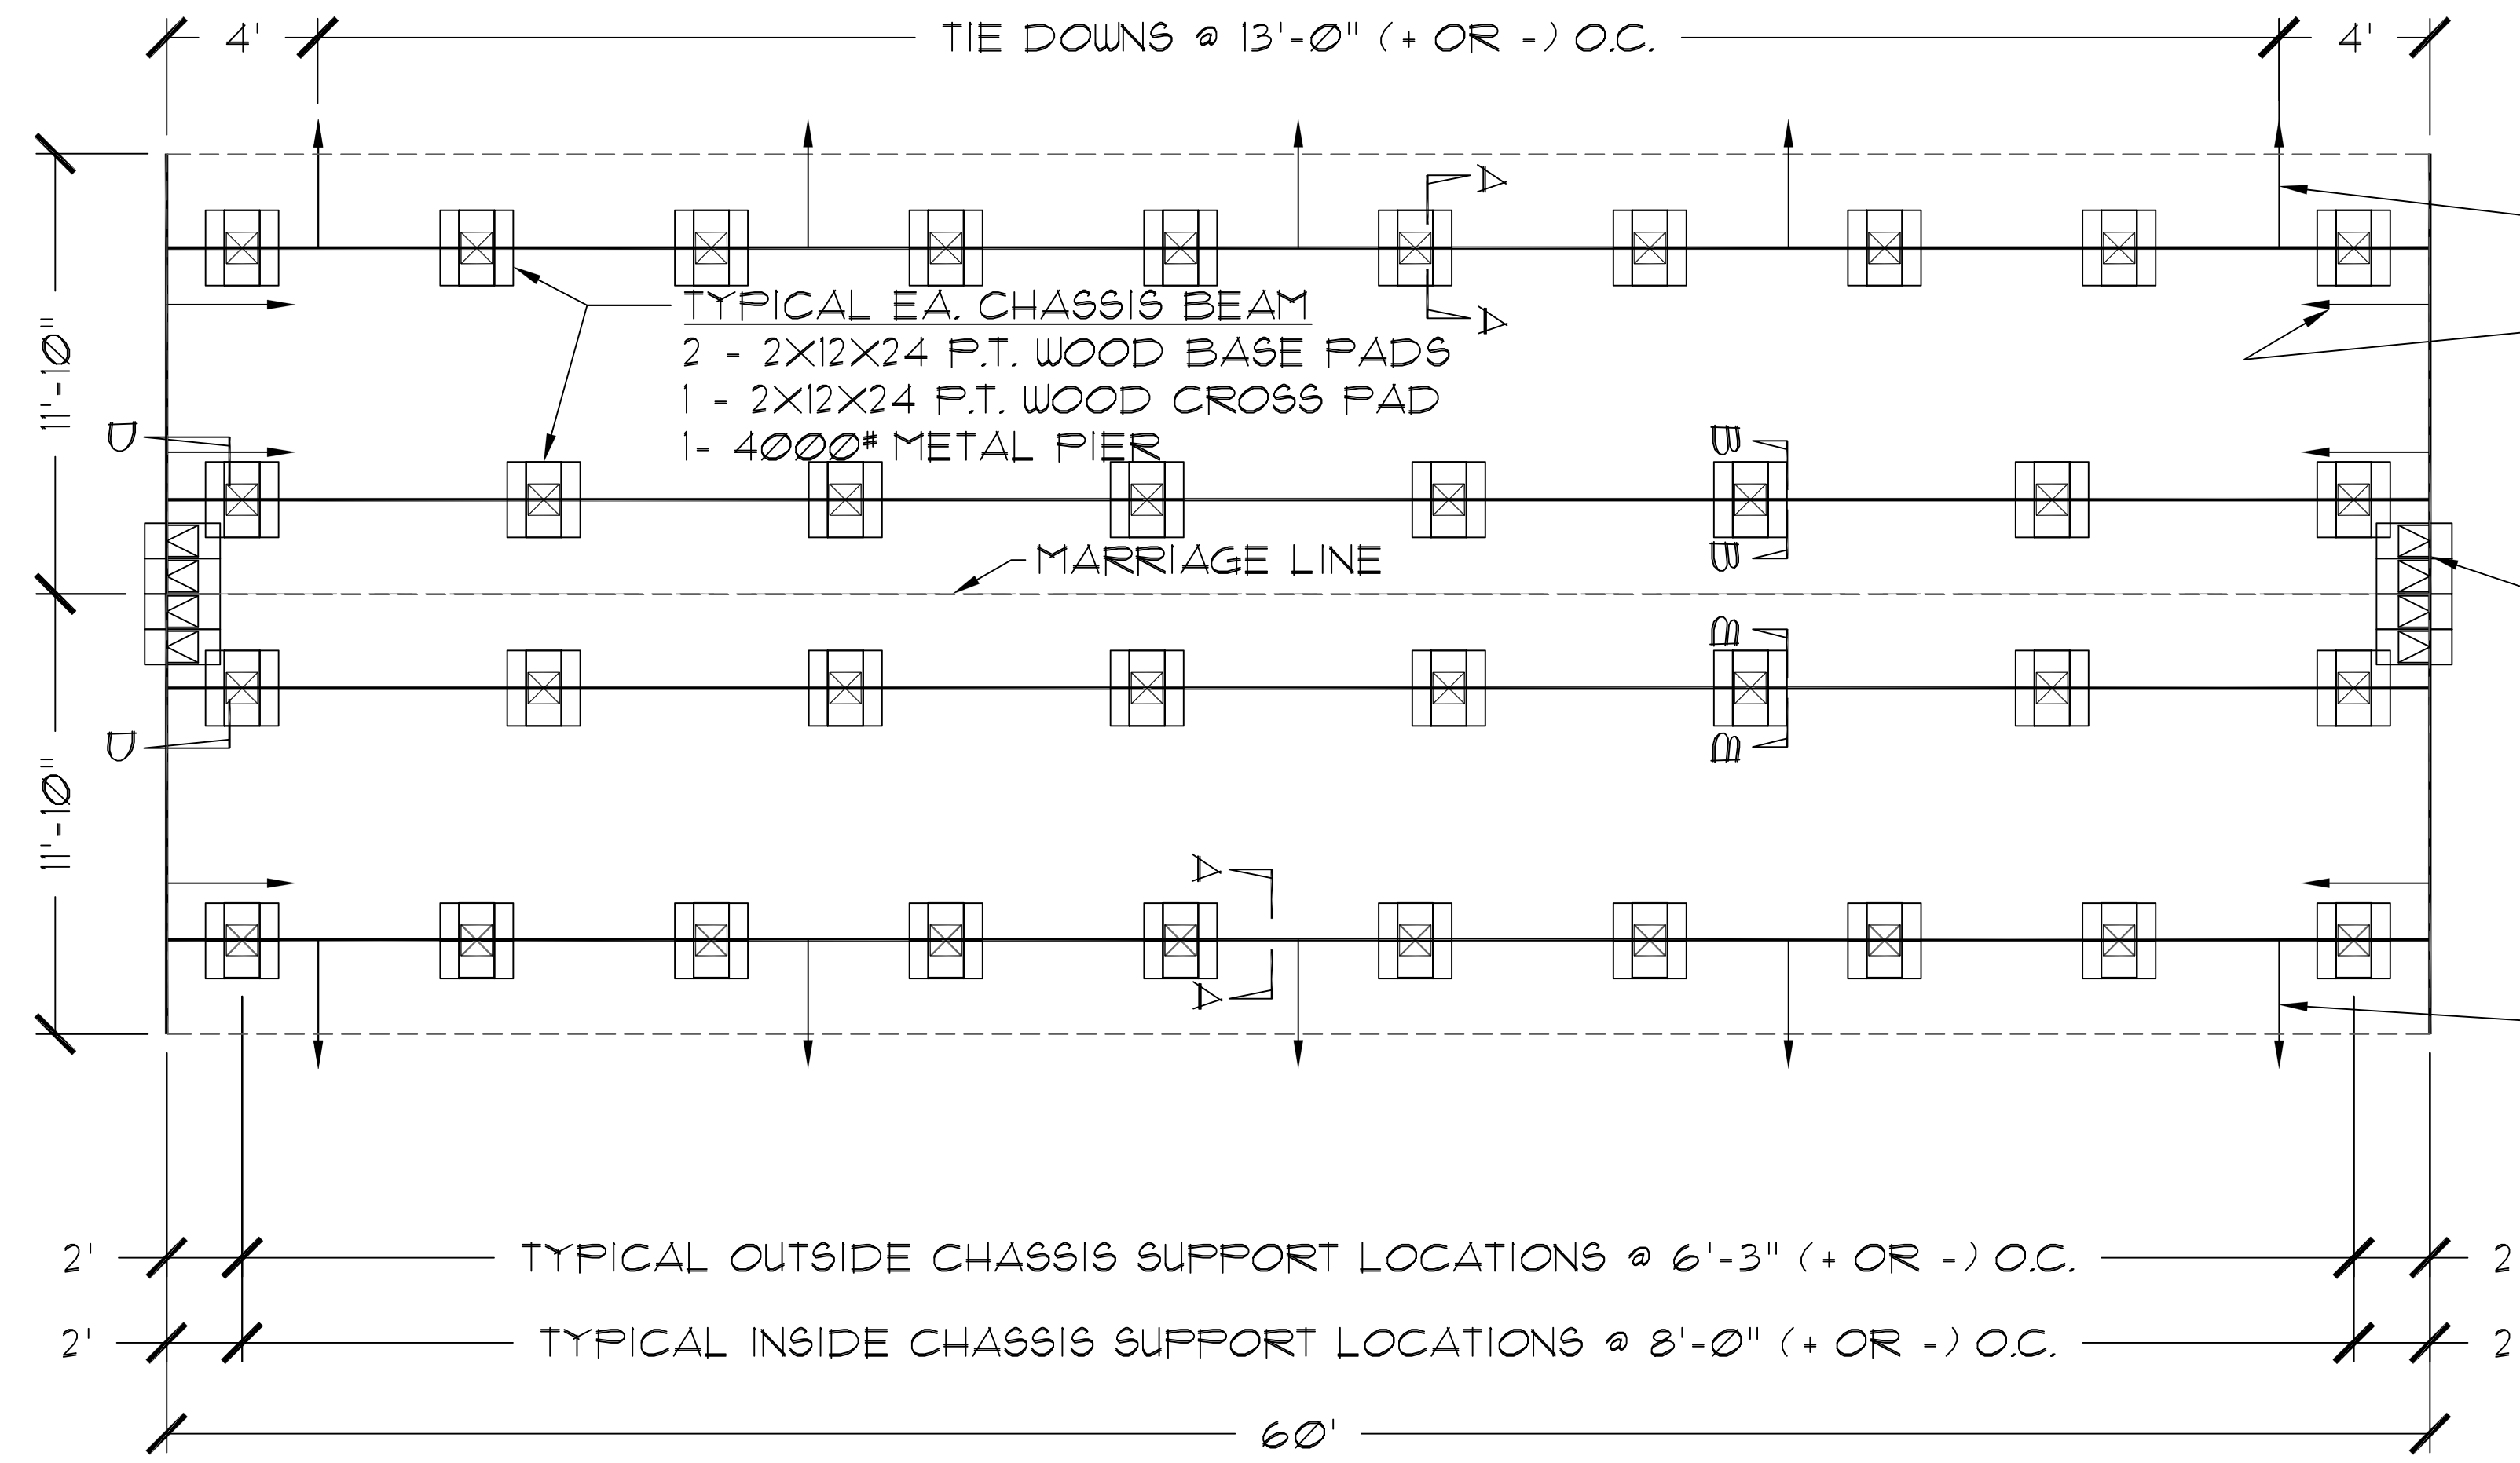 4' TIE DOWNS @ 13'-0" (+ OR -) O.C. 4'
A
11'-10"
TYPICAL EA. CHASSIS BEAM
A
2 - 2X12X24 P.T. WOOD BASE PADS
1 - 2X12X24 P.T. WOOD CROSS PAD
1- 4000# METAL PIER
C
B
MARRIAGE LINE
B
B
C
B
11'-10"
A
A
2' TYPICAL OUTSIDE CHASSIS SUPPORT LOCATIONS @ 6'-3" (+ OR -) O.C. 2
2' TYPICAL INSIDE CHASSIS SUPPORT LOCATIONS @ 8'-0" (+ OR -) O.C. 2
60'